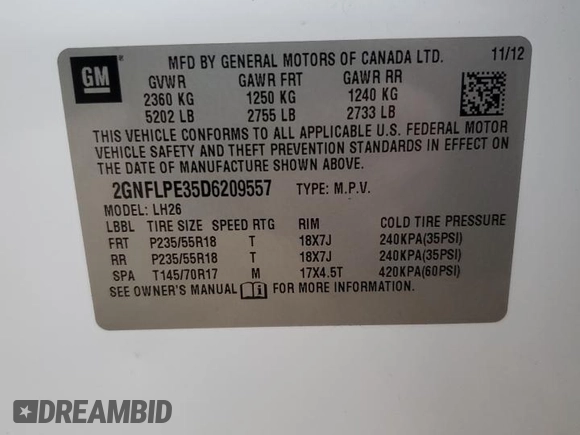 GM
MFD BY GENERAL MOTORS OF CANADA LTD. 11/12
GVWR GAWR FRT GAWR RR
2360 KG 1250 KG 1240 KG
5202 LB 2755 LB 2733 LB
THIS VEHICLE CONFORMS TO ALL APPLICABLE U.S. FEDERAL MOTOR
VEHICLE SAFETY AND THEFT PREVENTION STANDARDS IN EFFECT ON
THE DATE OF MANUFACTURE SHOWN ABOVE.
2GNFLPE35D6209557 TYPE: M.P.V.
MODEL: LH26
LBBL TIRE SIZE SPEED RTG RIM COLD TIRE PRESSURE
FRT P235/55R18 T 18X7J 240KPA(35PSI)
RR P235/55R18 T 18X7J 240KPA(35PSI)
SPA T145/70R17 M 17X4.5T 420KPA(60PSI)
SEE OWNER'S MANUAL FOR MORE INFORMATION.
DREAMBID